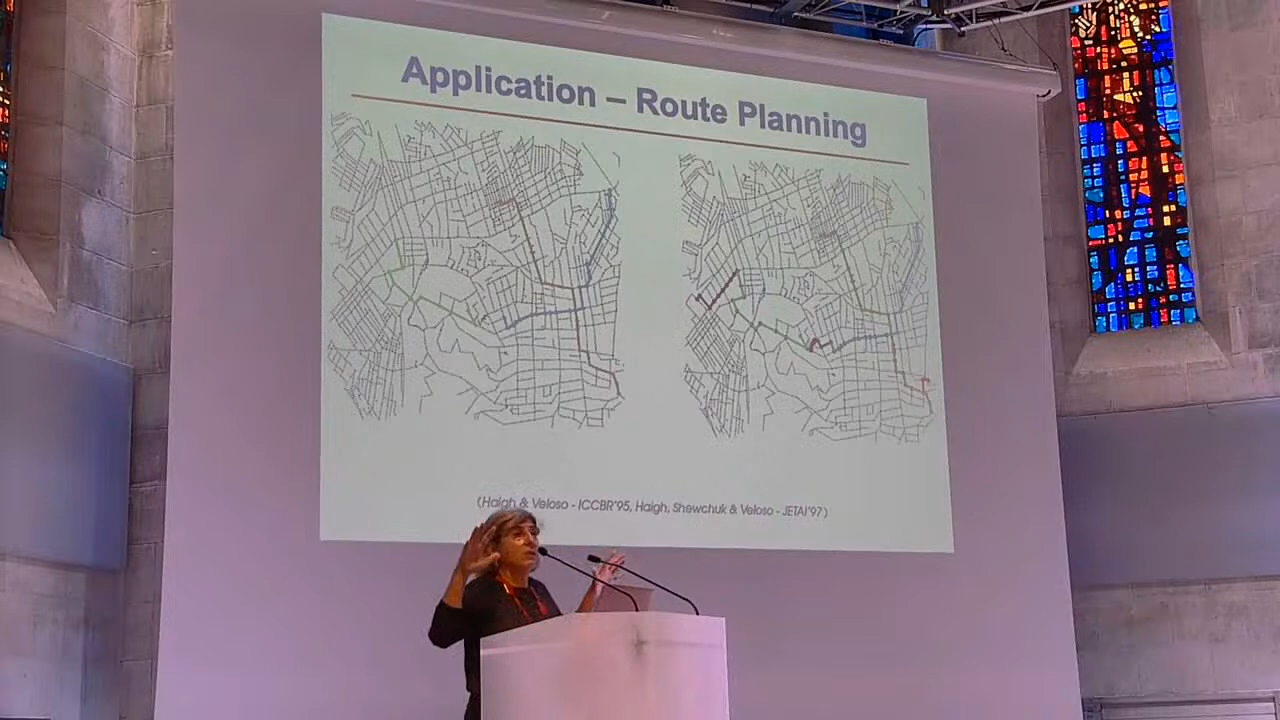 Application – Route Planning
(Haigh & Veloso - ICCBR'95, Haigh, Shewchuk & Veloso - JETAI'97)